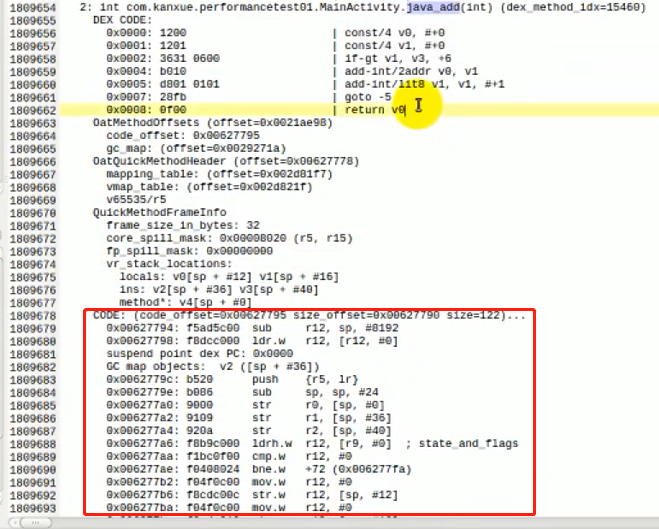 1809654 2: int com.kanxue.performancetest01.MainActivity.java_add(int) (dex_method_idx=15460)
1809655 DEX CODE:
1809656 0x0000: 1200 | const/4 v0, #+0
1809657 0x0001: 1201 | const/4 v1, #+0
1809658 0x0002: 3631 0600 | if-gt v1, v3, +6
1809659 0x0004: b010 | add-int/2addr v0, v1
1809660 0x0005: d801 0101 | add-int/lit8 v1, v1, #+1
1809661 0x0007: 28fb | goto -5
1809662 0x0008: 0f00 | return v0
1809663 OatMethodOffsets (offset=0x0021ae98)
1809664 code_offset: 0x00627795
1809665 gc_map: (offset=0x0029271a)
1809666 OatQuickMethodHeader (offset=0x00627778)
1809667 mapping_table: (offset=0x002d81f7)
1809668 vmap_table: (offset=0x002d821f)
1809669 v65535/r5
1809670 QuickMethodFrameInfo
1809671 frame_size_in_bytes: 32
1809672 core_spill_mask: 0x00008020 (r5, r15)
1809673 fp_spill_mask: 0x00000000
1809674 vr_stack_locations:
1809675 locals: v0[sp + #12] v1[sp + #16]
1809676 ins: v2[sp + #36] v3[sp + #40]
1809677 method*: v4[sp + #0]
1809678 CODE: (code_offset=0x00627795 size_offset=0x00627790 size=122)...
1809679 0x00627794: f5ad5c00 sub r12, sp, #8192
1809680 0x00627798: f8dcc000 ldr.w r12, [r12, #0]
1809681 suspend point dex PC: 0x0000
1809682 GC map objects: v2 ([sp + #36])
1809683 0x0062779c: b520 push {r5, lr}
1809684 0x0062779e: b086 sub sp, sp, #24
1809685 0x006277a0: 9000 str r0, [sp, #0]
1809686 0x006277a2: 9109 str r1, [sp, #36]
1809687 0x006277a4: 920a str r2, [sp, #40]
1809688 0x006277a6: f8b9c000 ldrh.w r12, [r9, #0] ; state_and_flags
1809689 0x006277aa: f1bc0f00 cmp.w r12, #0
1809690 0x006277ae: f0408024 bne.w +72 (0x006277fa)
1809691 0x006277b2: f04f0c00 mov.w r12, #0
1809692 0x006277b6: f8cdc00c str.w r12, [sp, #12]
1809693 0x006277ba: f04f0c00 mov.w r12, #0